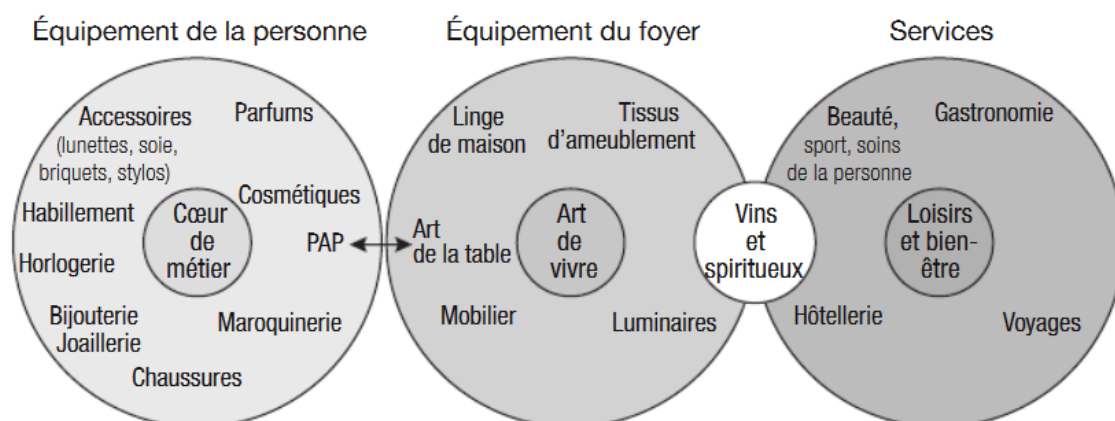 Équipement de la personne
Équipement du foyer
Services
Accessoires
(lunettes, soie,
briquets, stylos)
Parfums
Cosmétiques
Habillement
Cœur
de
métier
PAP
Horlogerie
Bijouterie
Joaillerie
Maroquinerie
Chaussures
Linge
de maison
Tissus
d'ameublement
Art
de la table
Art
de
vivre
Mobilier
Luminaires
Vins
et
spiritueux
Beauté,
sport, soins
de la personne
Gastronomie
Loisirs
et bien-
être
Hôtellerie
Voyages